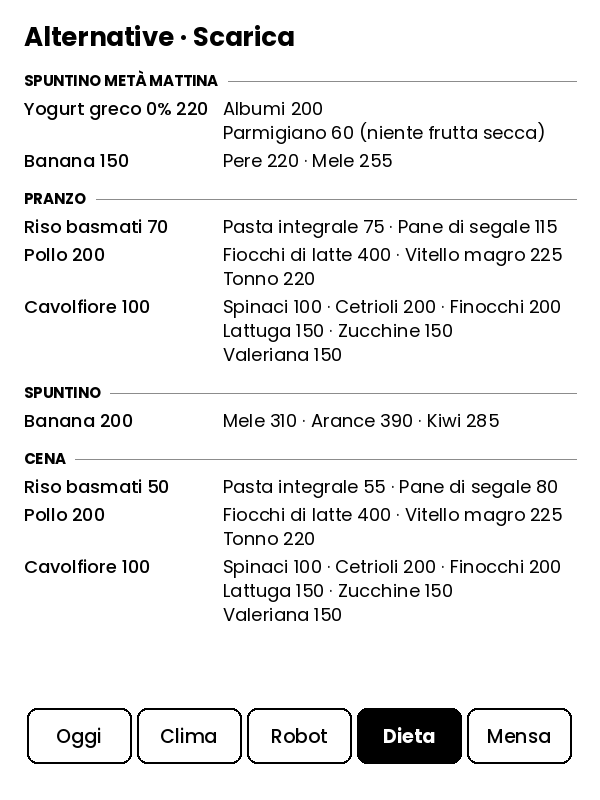 Alternative · Scarica
SPUNTINO METÀ MATTINA
Yogurt greco 0% 220 Albumi 200
Parmigiano 60 (niente frutta secca)
Banana 150 Pere 220 · Mele 255
PRANZO
Riso basmati 70 Pasta integrale 75 · Pane di segale 115
Pollo 200 Fiocchi di latte 400 · Vitello magro 225
Tonno 220
Cavolfiore 100 Spinaci 100 · Cetrioli 200 · Finocchi 200
Lattuga 150 · Zucchine 150
Valeriana 150
SPUNTINO
Banana 200 Mele 310 · Arance 390 · Kiwi 285
CENA
Riso basmati 50 Pasta integrale 55 · Pane di segale 80
Pollo 200 Fiocchi di latte 400 · Vitello magro 225
Tonno 220
Cavolfiore 100 Spinaci 100 · Cetrioli 200 · Finocchi 200
Lattuga 150 · Zucchine 150
Valeriana 150
Oggi Clima Robot Dieta Mensa